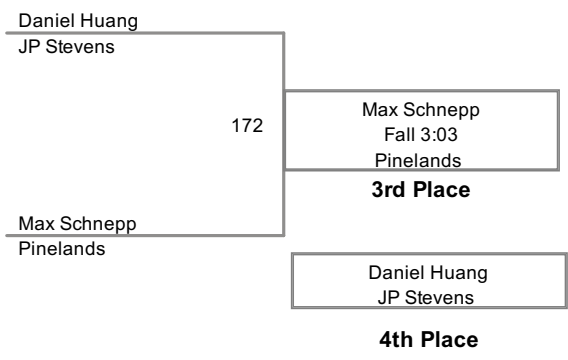 Daniel Huang
JP Stevens
172
Max Schnepp
Fall 3:03
Pinelands
3rd Place
Max Schnepp
Pinelands
Daniel Huang
JP Stevens
4th Place